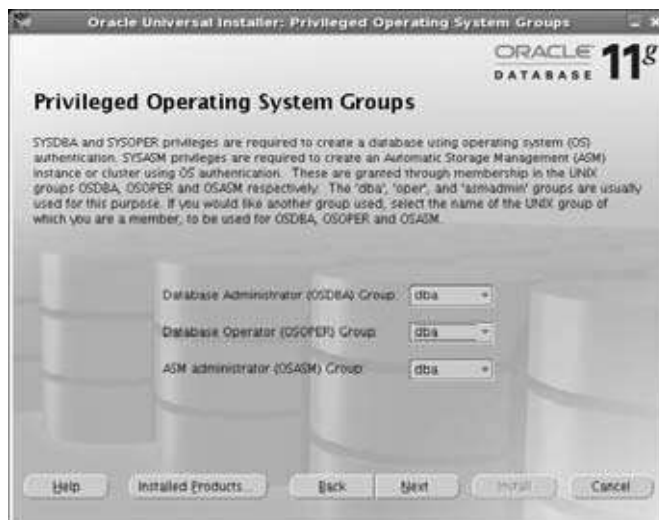 Oracle Universal Installer: Privileged Operating System Groups
ORACLE 11g
DATABASE
Privileged Operating System Groups
SYSDBA and SYSOPER privileges are required to create a database using operating system (OS)
authentication. SYSASM privileges are required to create an Automatic Storage Management (ASM)
instance or cluster using OS authentication. These are granted through membership in the UNIX
groups OSDBA, OSOPER and OSASM respectively. The 'dba', 'oper', and 'asmadmin' groups are usually
used for this purpose. If you would like another group used, select the name of the UNIX group of
which you are a member, to be used for OSDBA, OSOPER and OSASM.
Database Administrator (OSDBA) Group: dba
Database Operator (OSOPER) Group: dba
ASM administrator (OSASM) Group: dba
Help Installed Products... Back Next Install Cancel